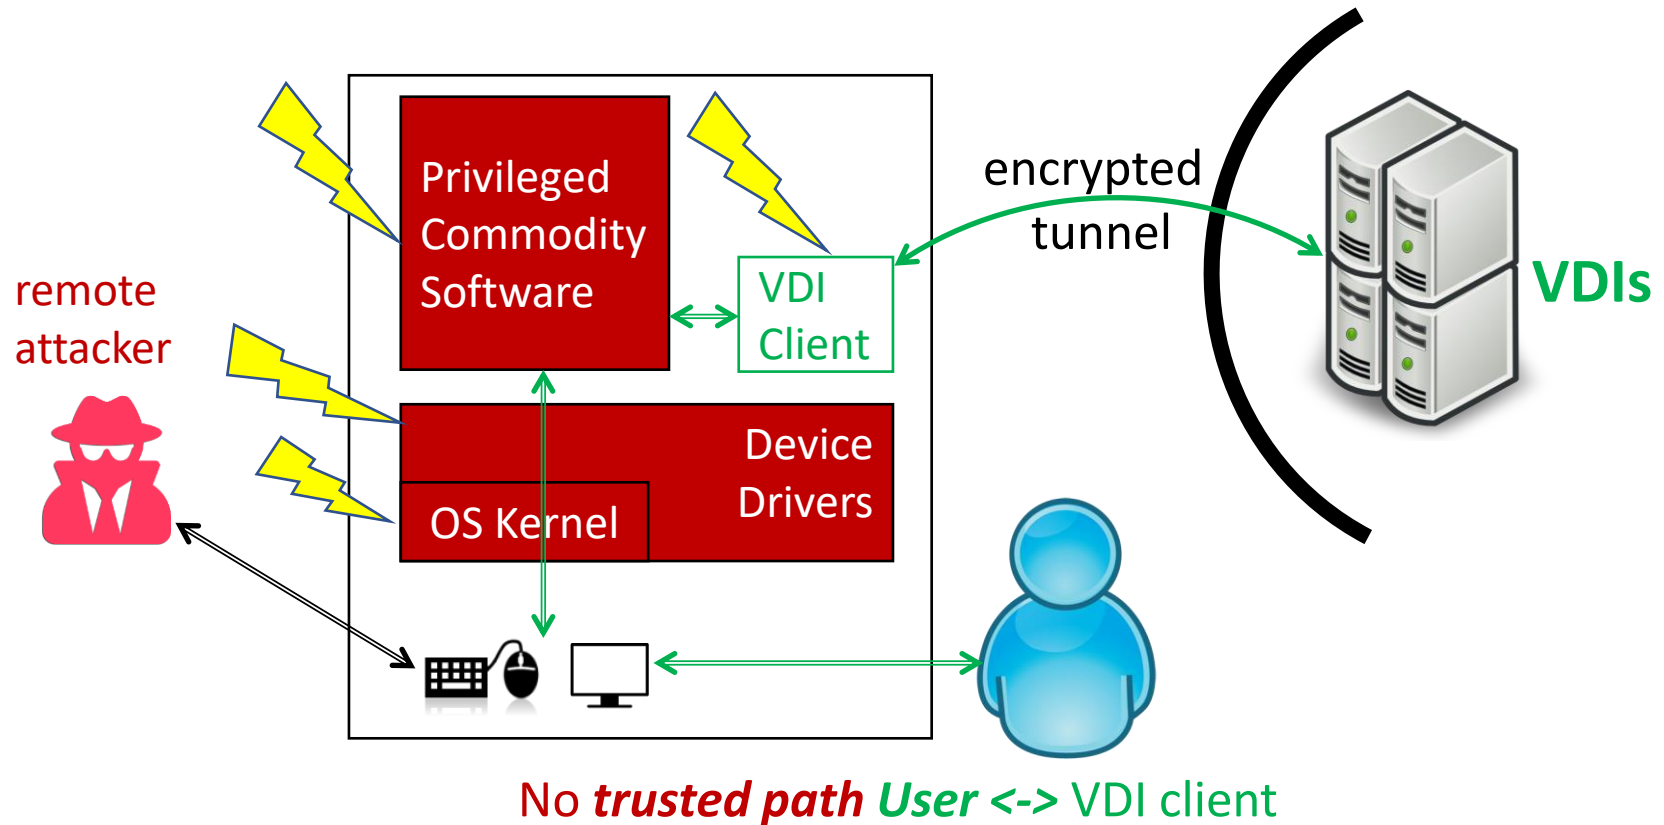 Privileged
Commodity
Software
encrypted
tunnel
VDI
Client
VDIs
remote
attacker
Device
Drivers
OS Kernel
No trusted path User <-> VDI client